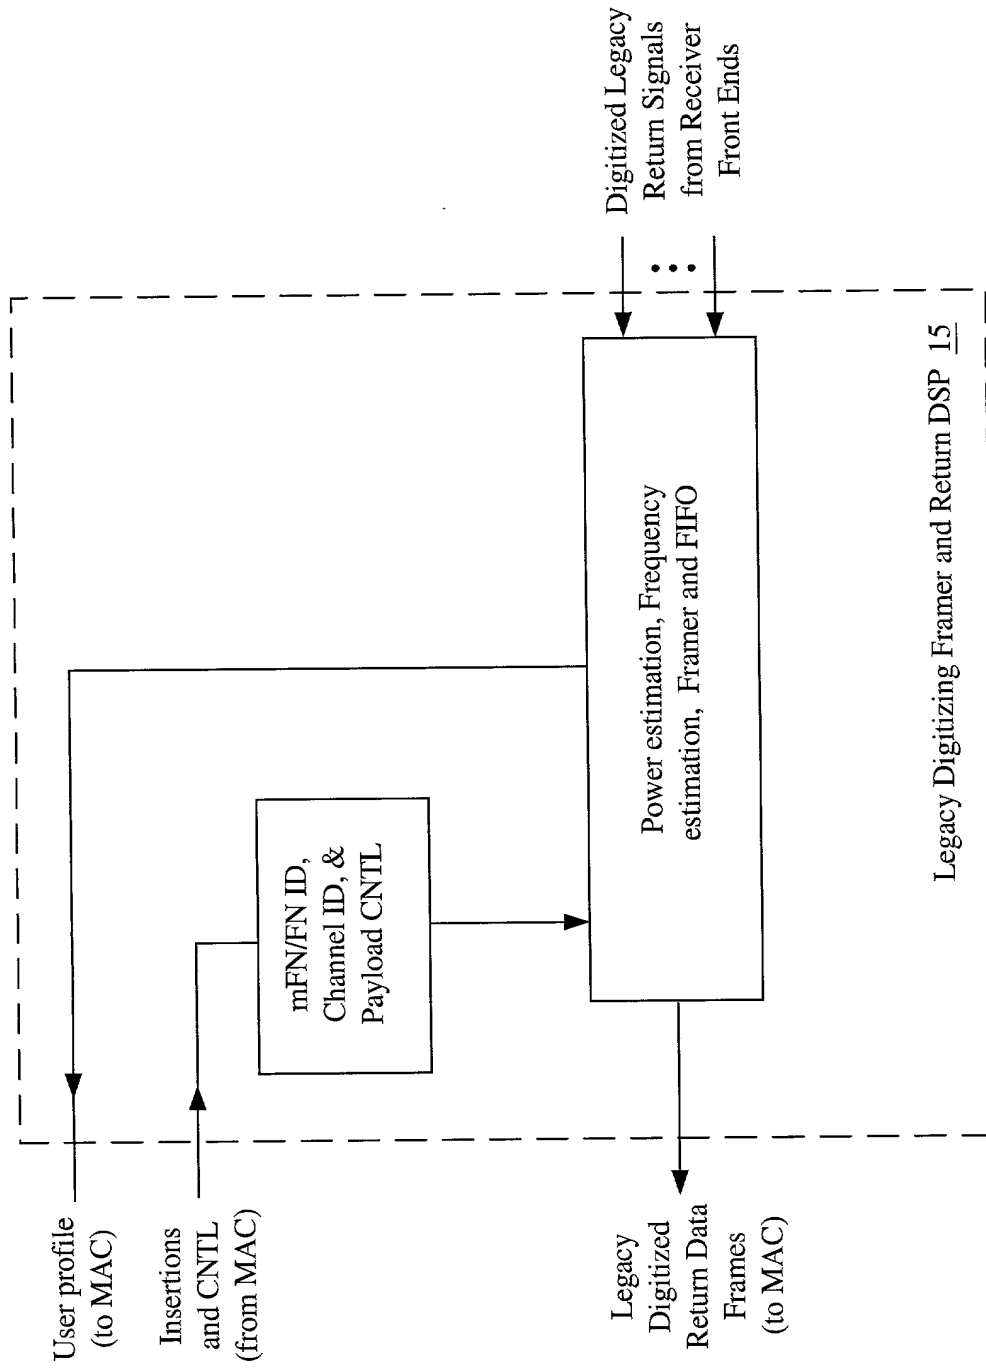 User profile
(to MAC)
Insertions
and CNTL
(from MAC)
mFN/FN ID,
Channel ID, &
Payload CNTL
Legacy
Digitized
Return Data
Frames
(to MAC)
Power estimation, Frequency
estimation, Framer and FIFO
Digitized Legacy
Return Signals
from Receiver
Front Ends
Legacy Digitizing Framer and Return DSP 15